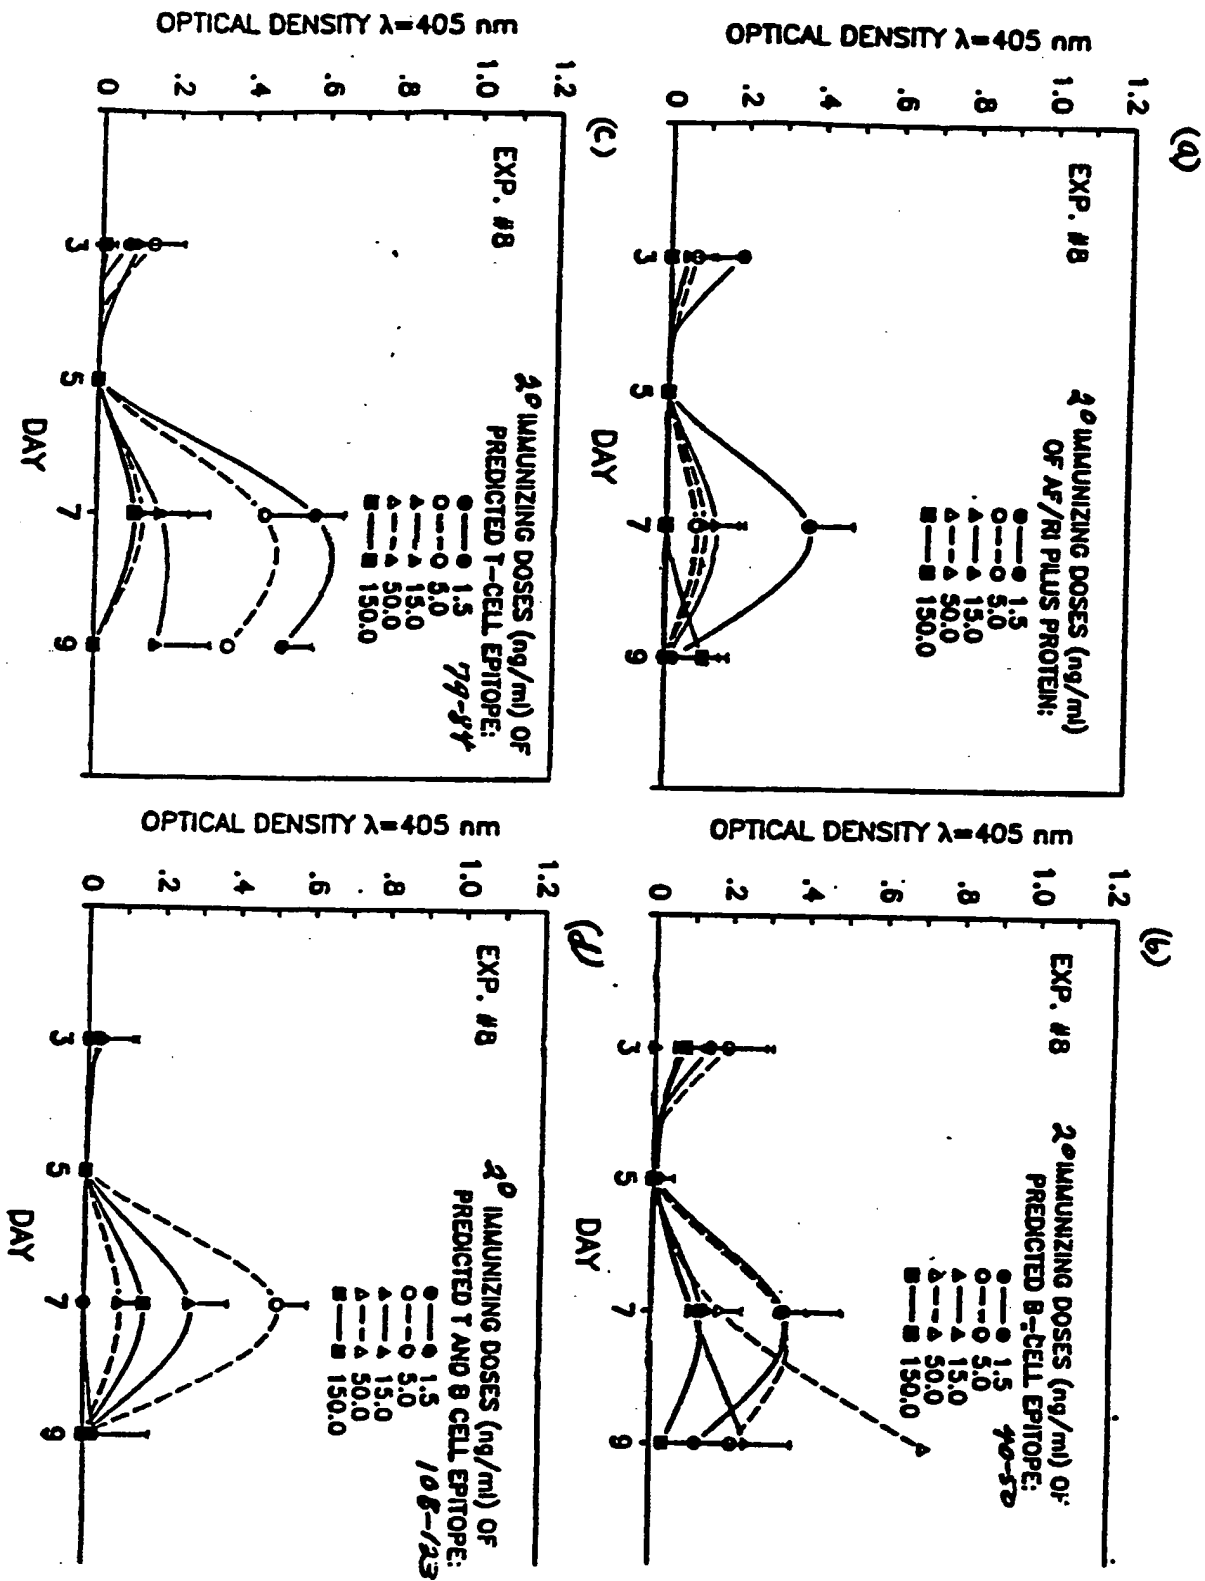 (a)
OPTICAL DENSITY λ=405 nm
0 .2 .4 .6 .8 1.0 1.2
EXP. #8
2° IMMUNIZING DOSES (ng/ml)
OF AF/RI PILUS PROTEIN:
1.5
5.0
15.0
50.0
150.0
3 5 7 9
DAY
(b)
OPTICAL DENSITY λ=405 nm
0 .2 .4 .6 .8 1.0 1.2
EXP. #8
2° IMMUNIZING DOSES (ng/ml) OF
PREDICTED B-CELL EPITOPE:
40-50
1.5
5.0
15.0
50.0
150.0
3 5 7 9
DAY
(c)
OPTICAL DENSITY λ=405 nm
0 .2 .4 .6 .8 1.0 1.2
EXP. #8
2° IMMUNIZING DOSES (ng/ml) OF
PREDICTED T-CELL EPITOPE:
79-84
1.5
5.0
15.0
50.0
150.0
3 5 7 9
DAY
(d)
OPTICAL DENSITY λ=405 nm
0 .2 .4 .6 .8 1.0 1.2
EXP. #8
2° IMMUNIZING DOSES (ng/ml) OF
PREDICTED T AND B CELL EPITOPE:
108-123
1.5
5.0
15.0
50.0
150.0
3 5 7 9
DAY